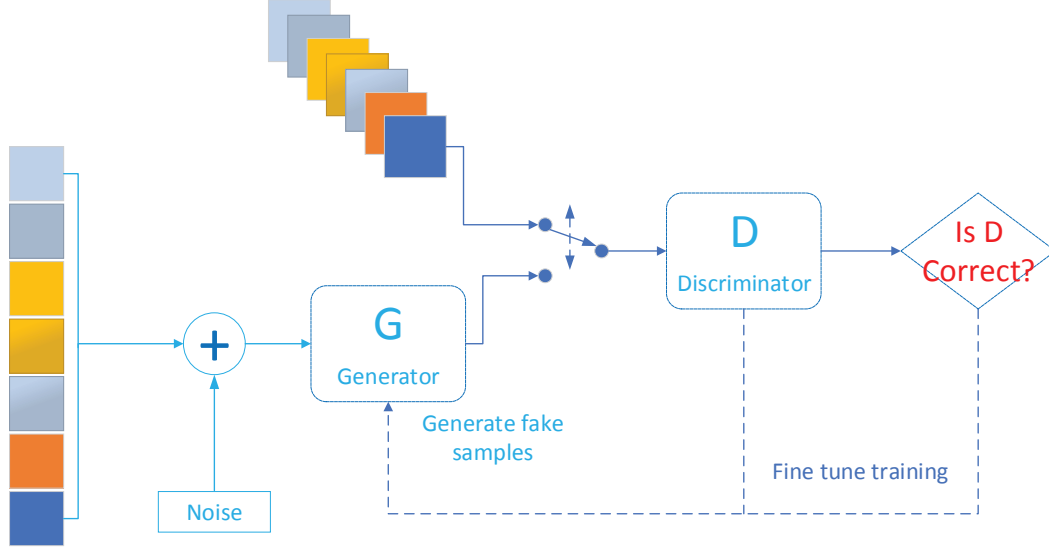 D
Discriminator
Is D
Correct?
+
G
Generator
Generate fake
samples
Fine tune training
Noise